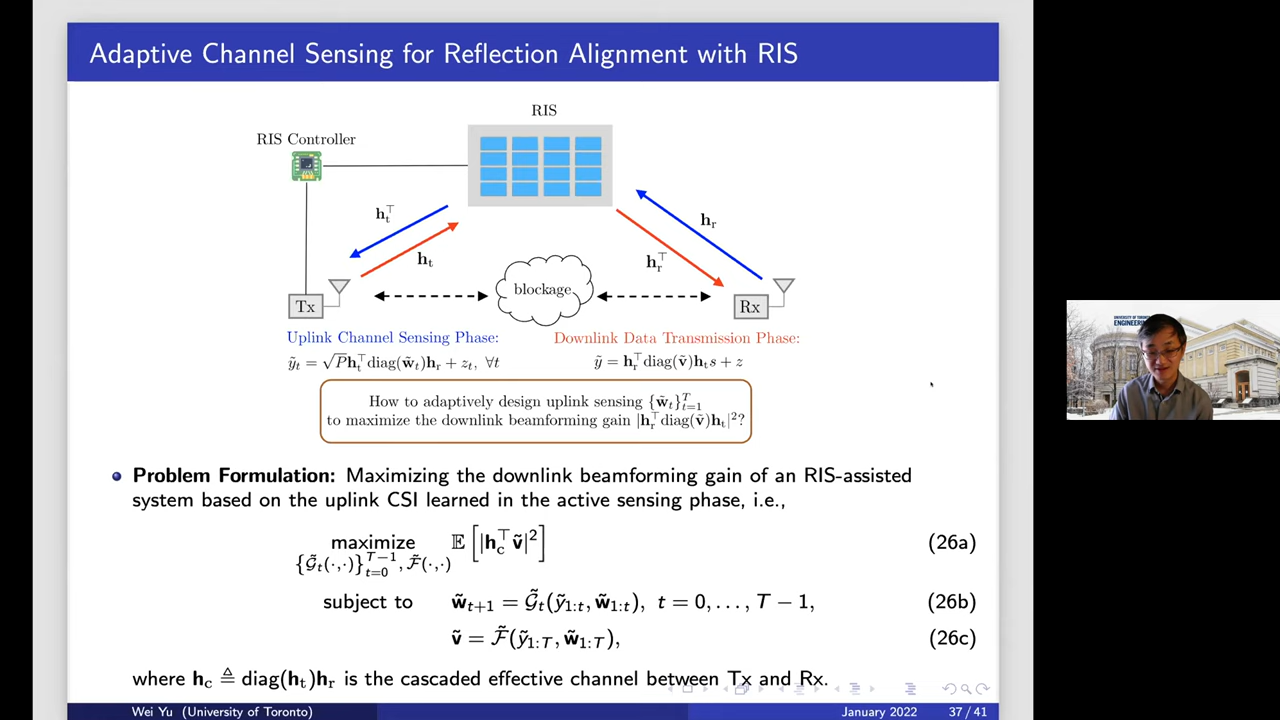 Adaptive Channel Sensing for Reflection Alignment with RIS
RIS
RIS Controller
h_t^⊤
h_t
h_r^⊤
h_r
blockage
Tx
Rx
Uplink Channel Sensing Phase:
ỹ_t = √P h_t^⊤ diag(w̃_t)h_r + z_t, ∀t
Downlink Data Transmission Phase:
ỹ = h_r^⊤ diag(ṽ)h_t s + z
How to adaptively design uplink sensing {w̃_t}_{t=1}^T
to maximize the downlink beamforming gain |h_r^⊤ diag(ṽ)h_t|²?
Problem Formulation: Maximizing the downlink beamforming gain of an RIS-assisted
system based on the uplink CSI learned in the active sensing phase, i.e.,
maximize E [|h_c^⊤ ṽ|²] (26a)
{G̃_t(·,·)}_{t=0}^{T−1}, F̃(·,·)
subject to w̃_{t+1} = G̃_t(ỹ_{1:t}, w̃_{1:t}), t = 0, . . . , T − 1, (26b)
ṽ = F̃(ỹ_{1:T}, w̃_{1:T}), (26c)
where h_c ≜ diag(h_t)h_r is the cascaded effective channel between Tx and Rx.
Wei Yu (University of Toronto)
January 2022
37 / 41
UNIVERSITY OF TORONTO
ENGINEERING